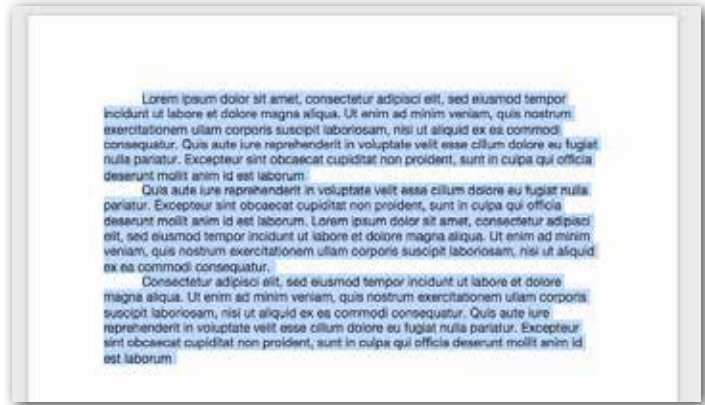 Lorem ipsum dolor sit amet, consectetur adipisci elit, sed eiusmod tempor
incidunt ut labore et dolore magna aliqua. Ut enim ad minim veniam, quis nostrum
exercitationem ullam corporis suscipit laboriosam, nisi ut aliquid ex ea commodi
consequatur. Quis aute iure reprehenderit in voluptate velit esse cillum dolore eu fugiat
nulla pariatur. Excepteur sint obcaecat cupiditat non proident, sunt in culpa qui officia
deserunt mollit anim id est laborum
Quis aute iure reprehenderit in voluptate velit esse cillum dolore eu fugiat nulla
pariatur. Excepteur sint obcaecat cupiditat non proident, sunt in culpa qui officia
deserunt mollit anim id est laborum. Lorem ipsum dolor sit amet, consectetur adipisci
elit, sed eiusmod tempor incidunt ut labore et dolore magna aliqua. Ut enim ad minim
veniam, quis nostrum exercitationem ullam corporis suscipit laboriosam, nisi ut aliquid
ex ea commodi consequatur.
Consectetur adipisci elit, sed eiusmod tempor incidunt ut labore et dolore
magna aliqua. Ut enim ad minim veniam, quis nostrum exercitationem ullam corporis
suscipit laboriosam, nisi ut aliquid ex ea commodi consequatur. Quis aute iure
reprehenderit in voluptate velit esse cillum dolore eu fugiat nulla pariatur. Excepteur
sint obcaecat cupiditat non proident, sunt in culpa qui officia deserunt mollit anim id
est laborum